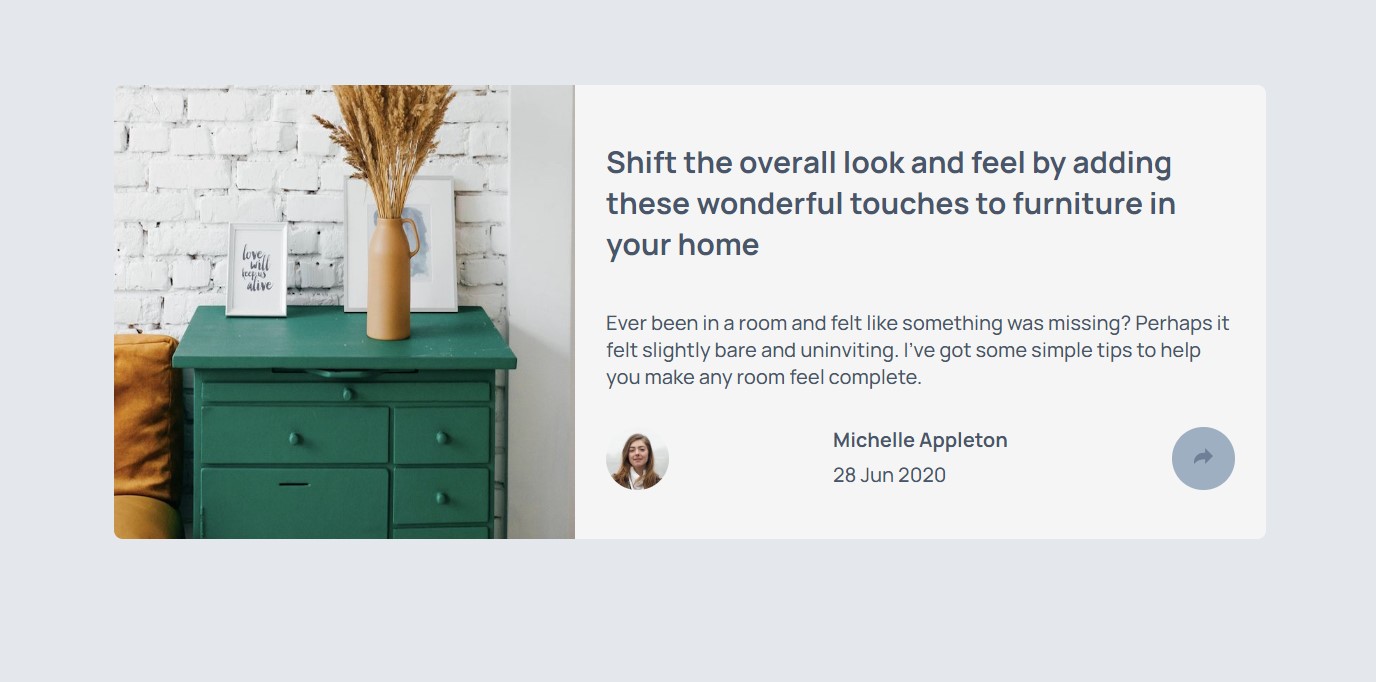 love
will
keep us
alive
Shift the overall look and feel by adding
these wonderful touches to furniture in
your home
Ever been in a room and felt like something was missing? Perhaps it
felt slightly bare and uninviting. I’ve got some simple tips to help
you make any room feel complete.
Michelle Appleton
28 Jun 2020